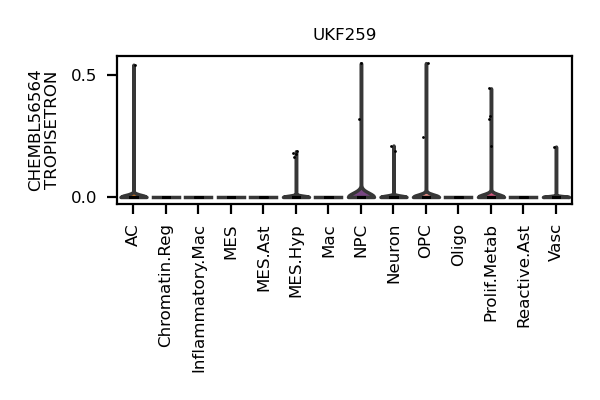 UKF259
CHEMBL56564
TROPISETRON
0.5
0.0
AC
Chromatin.Reg
Inflammatory.Mac
MES
MES.Ast
MES.Hyp
Mac
NPC
Neuron
OPC
Oligo
Prolif.Metab
Reactive.Ast
Vasc